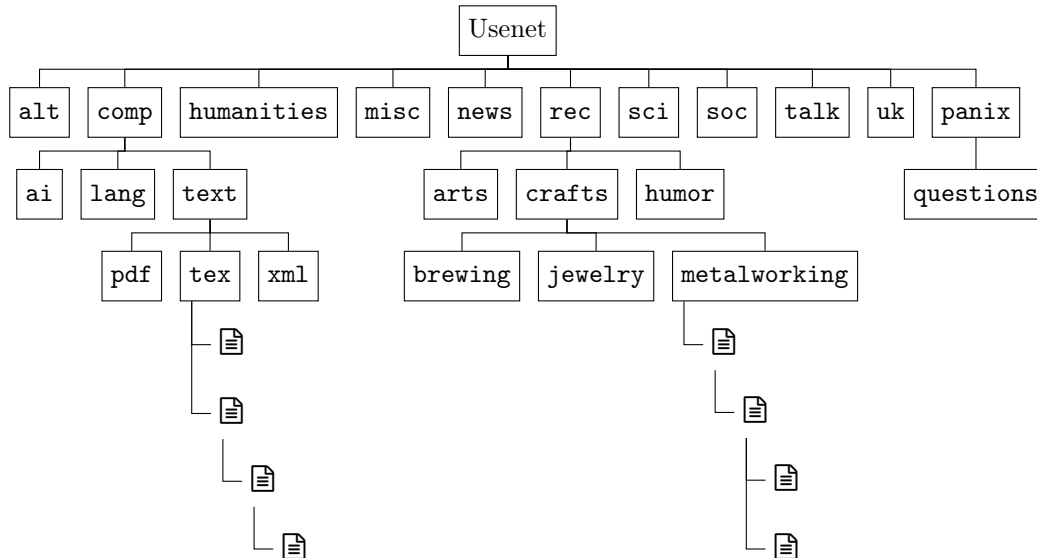 Usenet
alt comp humanities misc news rec sci soc talk uk panix
ai lang text arts crafts humor questions
pdf tex xml brewing jewelry metalworking